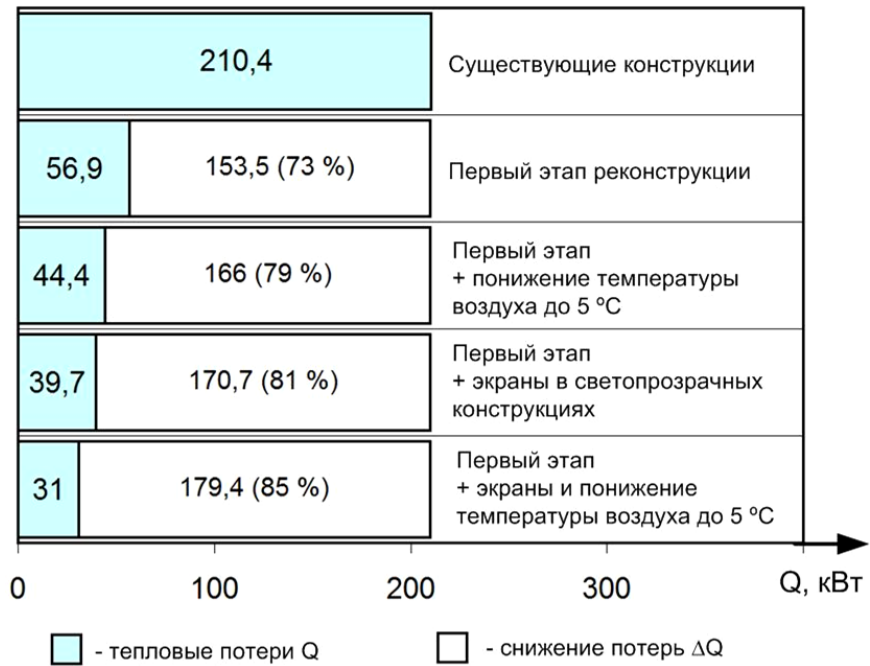 210,4
Существующие конструкции
56,9
153,5 (73 %)
Первый этап реконструкции
44,4
166 (79 %)
Первый этап
+ понижение температуры
воздуха до 5 ºС
39,7
170,7 (81 %)
Первый этап
+ экраны в светопрозрачных
конструкциях
31
179,4 (85 %)
Первый этап
+ экраны и понижение
температуры воздуха до 5 ºС
0 100 200 300 Q, кВт
- тепловые потери Q
- снижение потерь ΔQ